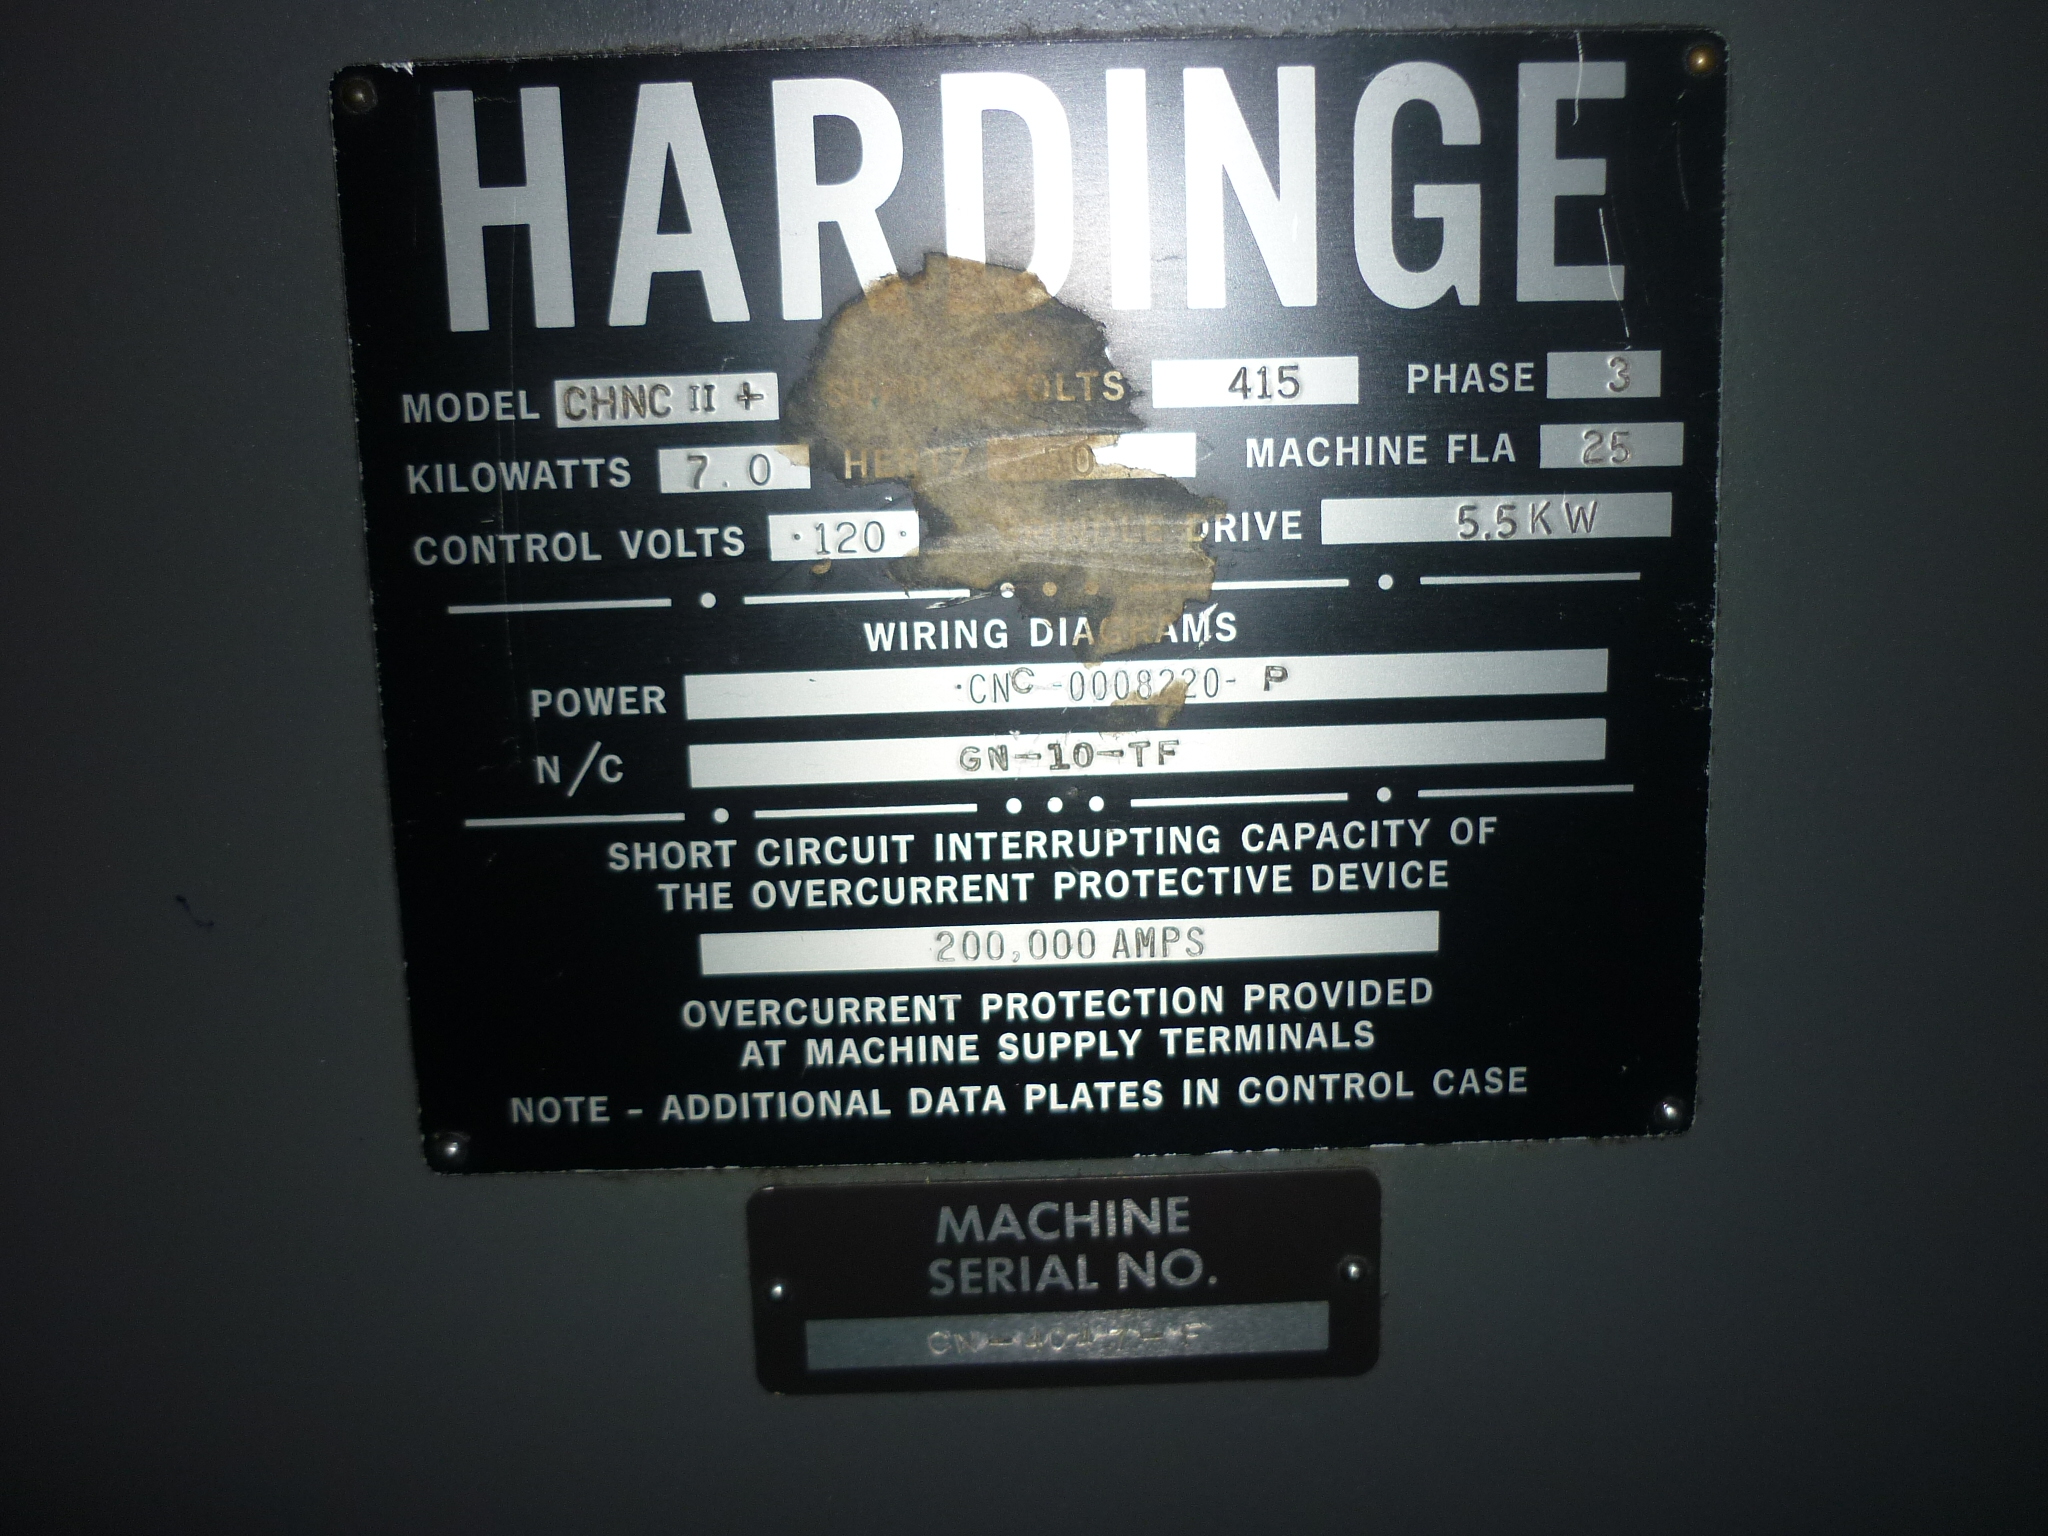 HARDINGE
MODEL CHNC II + VOLTS 415 PHASE 3
KILOWATTS 7.0 HERTZ MACHINE FLA 25
CONTROL VOLTS ·120· DRIVE 5.5KW
WIRING DIAGRAMS
POWER ·CNC-0008220-P
N/C GN-10-TF
SHORT CIRCUIT INTERRUPTING CAPACITY OF
THE OVERCURRENT PROTECTIVE DEVICE
200,000 AMPS
OVERCURRENT PROTECTION PROVIDED
AT MACHINE SUPPLY TERMINALS
NOTE - ADDITIONAL DATA PLATES IN CONTROL CASE
MACHINE
SERIAL NO.